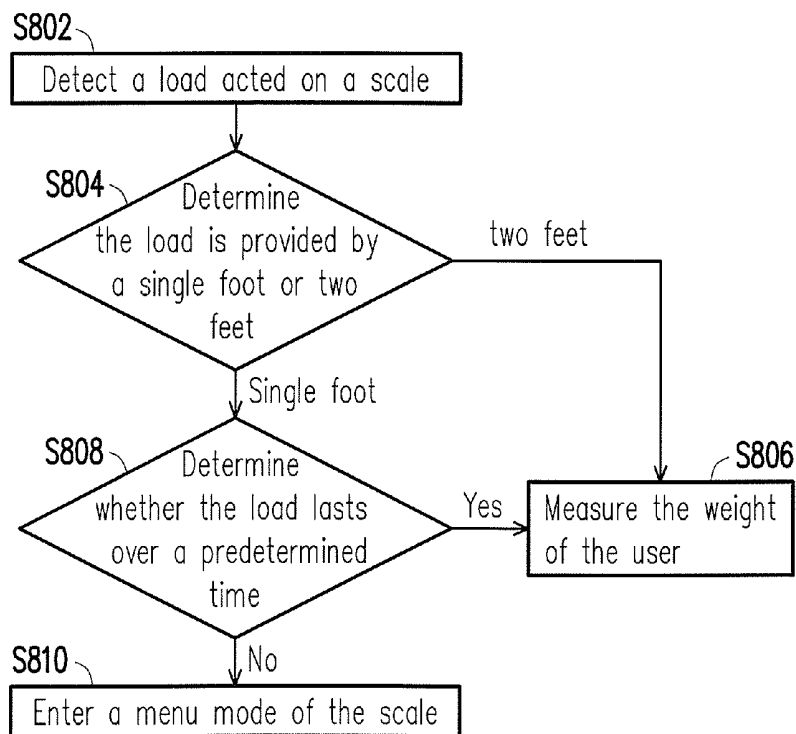 S802
Detect a load acted on a scale
S804
Determine
the load is provided by
a single foot or two
feet
two feet
Single foot
S808
Determine
whether the load lasts
over a predetermined
time
Yes
S806
Measure the weight
of the user
No
S810
Enter a menu mode of the scale